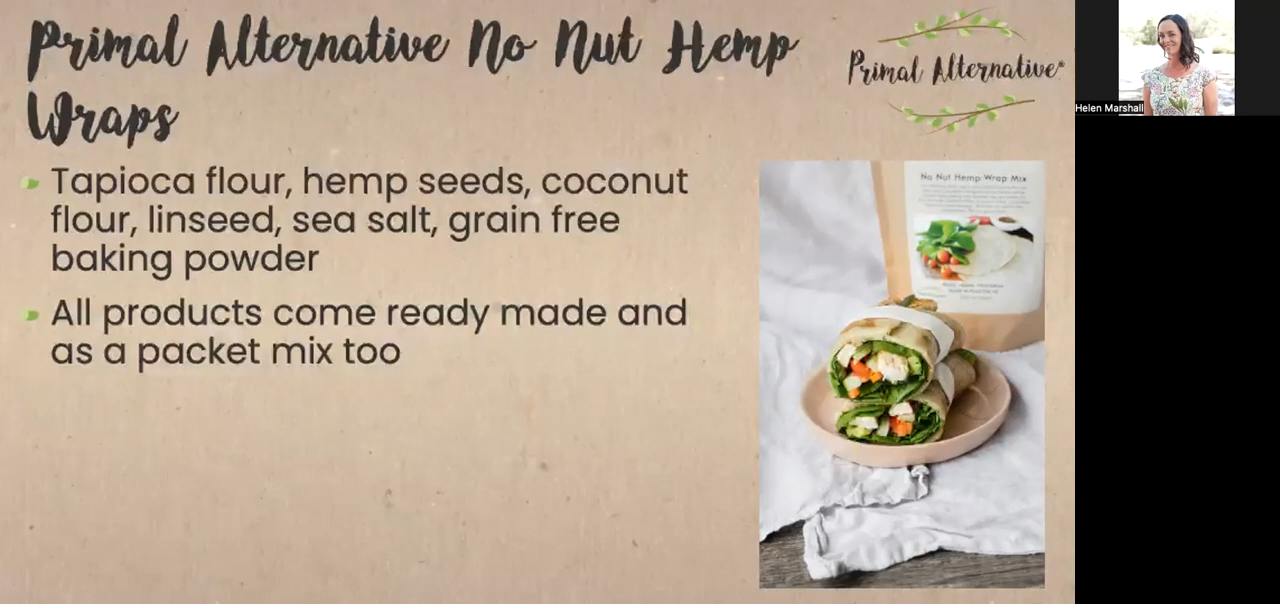 Primal Alternative No Nut Hemp
Wraps
Primal Alternative®
Helen Marshall
Tapioca flour, hemp seeds, coconut
flour, linseed, sea salt, grain free
baking powder
All products come ready made and
as a packet mix too
No Nut Hemp Wrap Mix